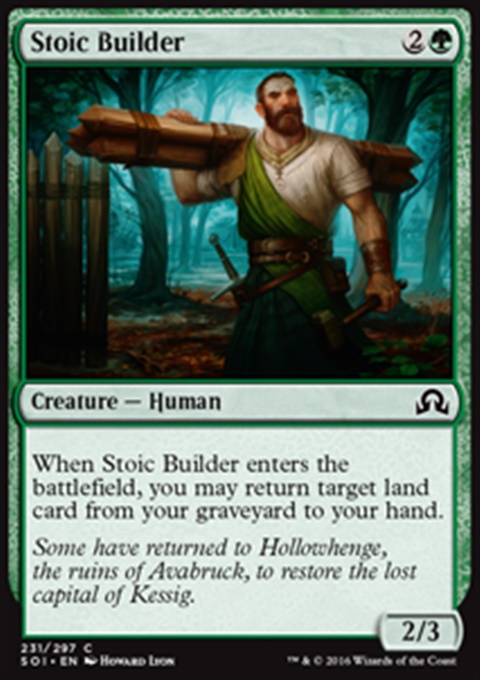 Stoic Builder 2
Creature — Human
When Stoic Builder enters the
battlefield, you may return target land
card from your graveyard to your hand.
Some have returned to Hollowhenge,
the ruins of Avabruck, to restore the lost
capital of Kessig.
2/3
231/297 C
SOI • EN Howard Lyon
™ & © 2016 Wizards of the Coast